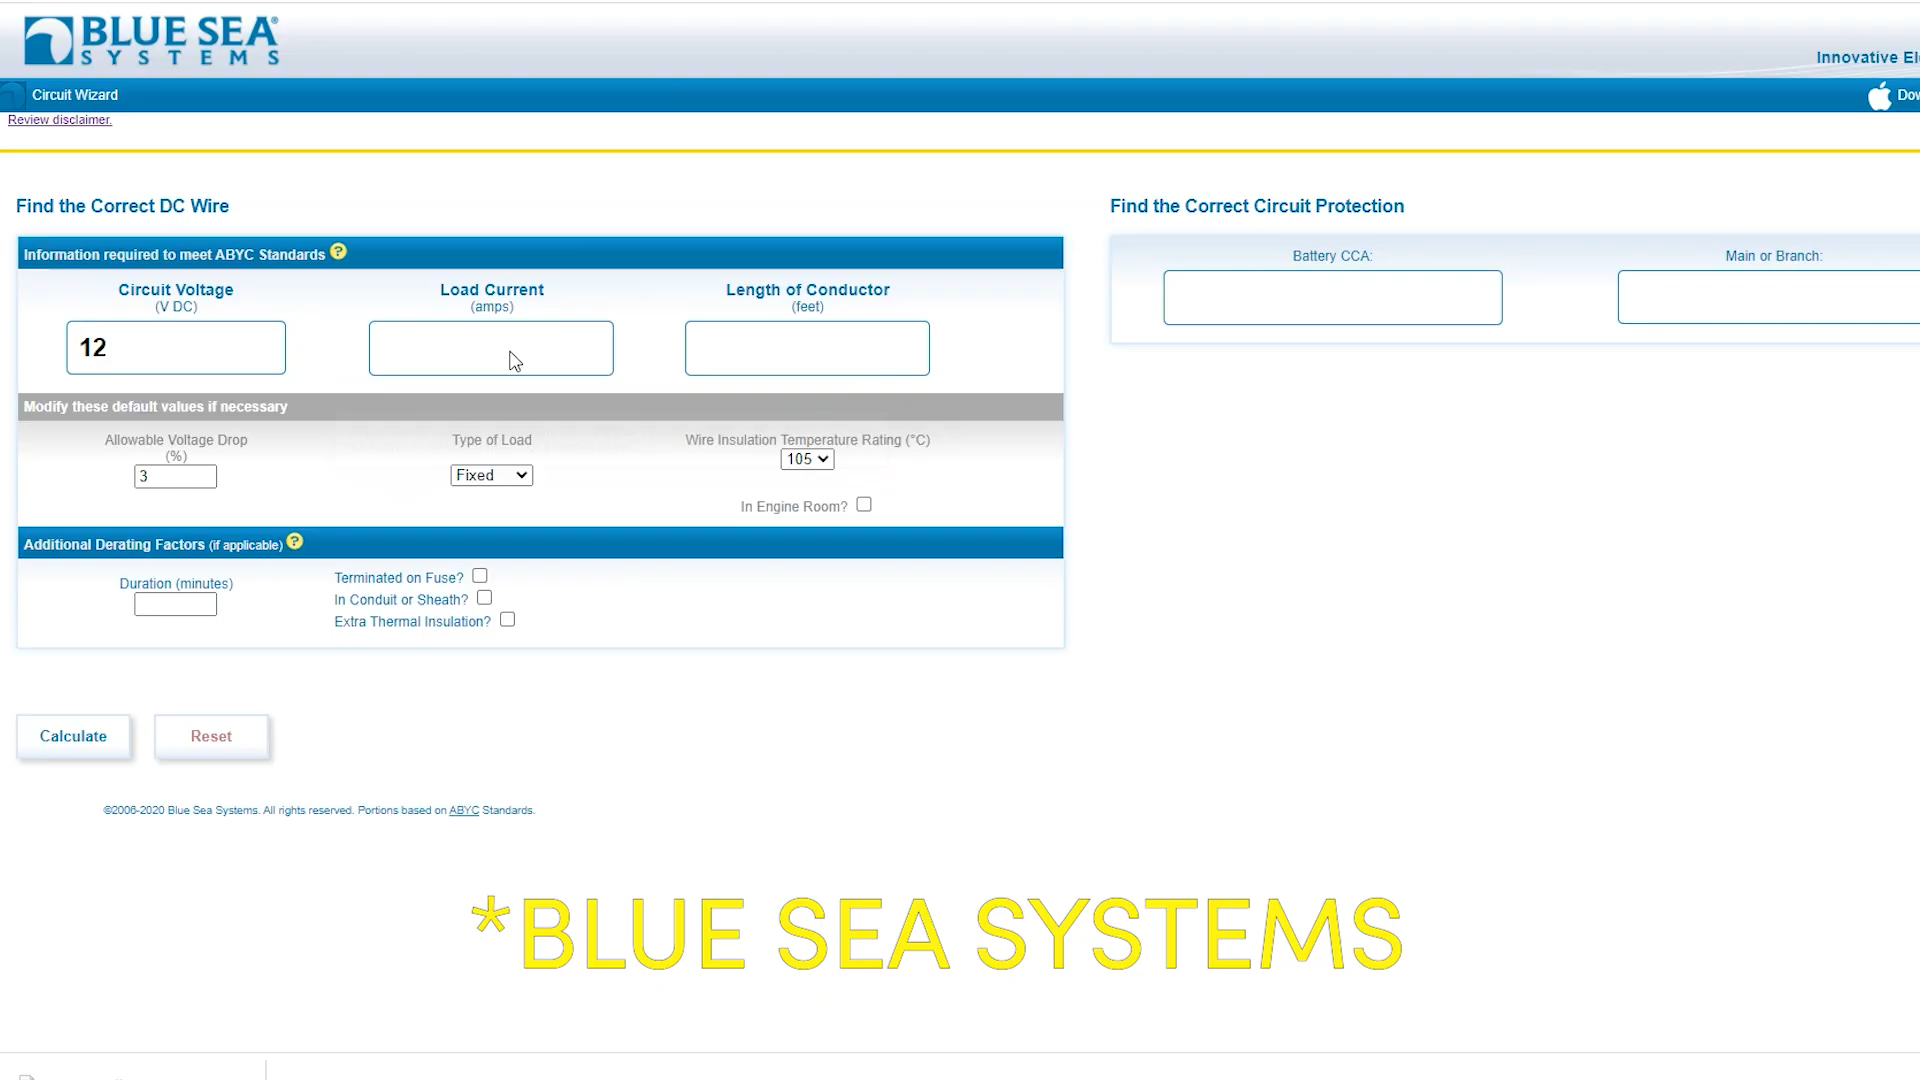 BLUE SEA®
SYSTEMS
Innovative El
Circuit Wizard
Dow
Review disclaimer.
Find the Correct DC Wire
Information required to meet ABYC Standards ?
Circuit Voltage
(V DC)
12
Load Current
(amps)
Length of Conductor
(feet)
Modify these default values if necessary
Allowable Voltage Drop
(%)
3
Type of Load
Fixed
Wire Insulation Temperature Rating (°C)
105
In Engine Room?
Additional Derating Factors (if applicable) ?
Duration (minutes)
Terminated on Fuse?
In Conduit or Sheath?
Extra Thermal Insulation?
Find the Correct Circuit Protection
Battery CCA:
Main or Branch:
Calculate
Reset
©2006-2020 Blue Sea Systems. All rights reserved. Portions based on ABYC Standards.
*BLUE SEA SYSTEMS